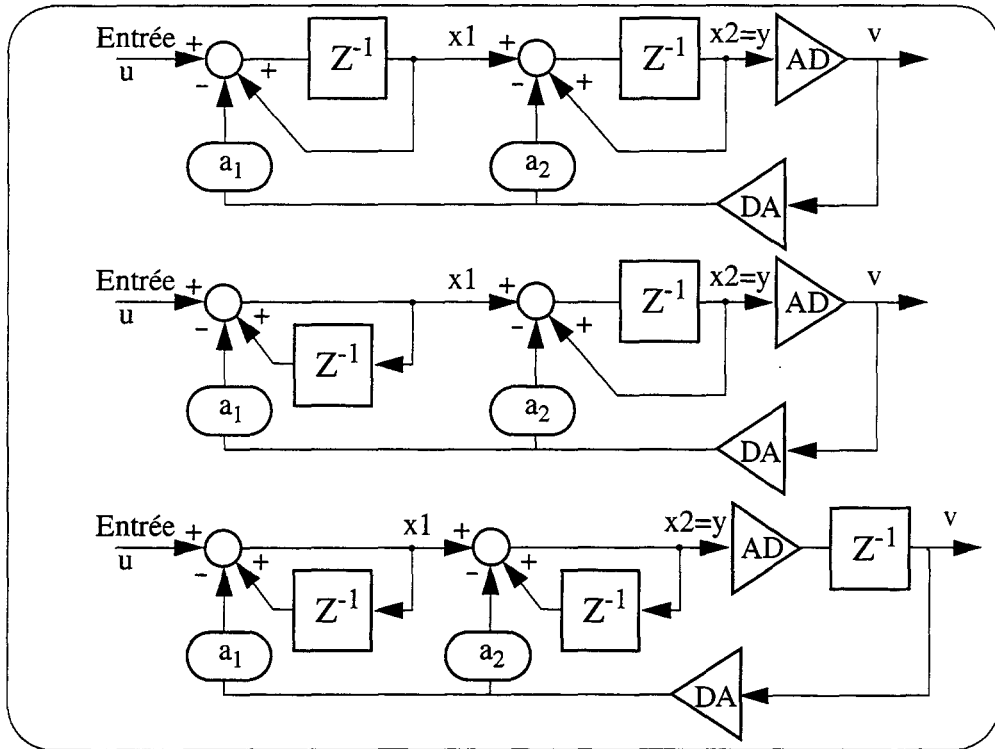 Entrée + u - + Z⁻¹ x1 + - + Z⁻¹ x2=y AD v
a₁ a₂ DA
Entrée + u - + Z⁻¹ x1 + - + Z⁻¹ x2=y AD v
a₁ a₂ DA
Entrée + u - + Z⁻¹ x1 + - + Z⁻¹ x2=y AD Z⁻¹ v
a₁ a₂ DA